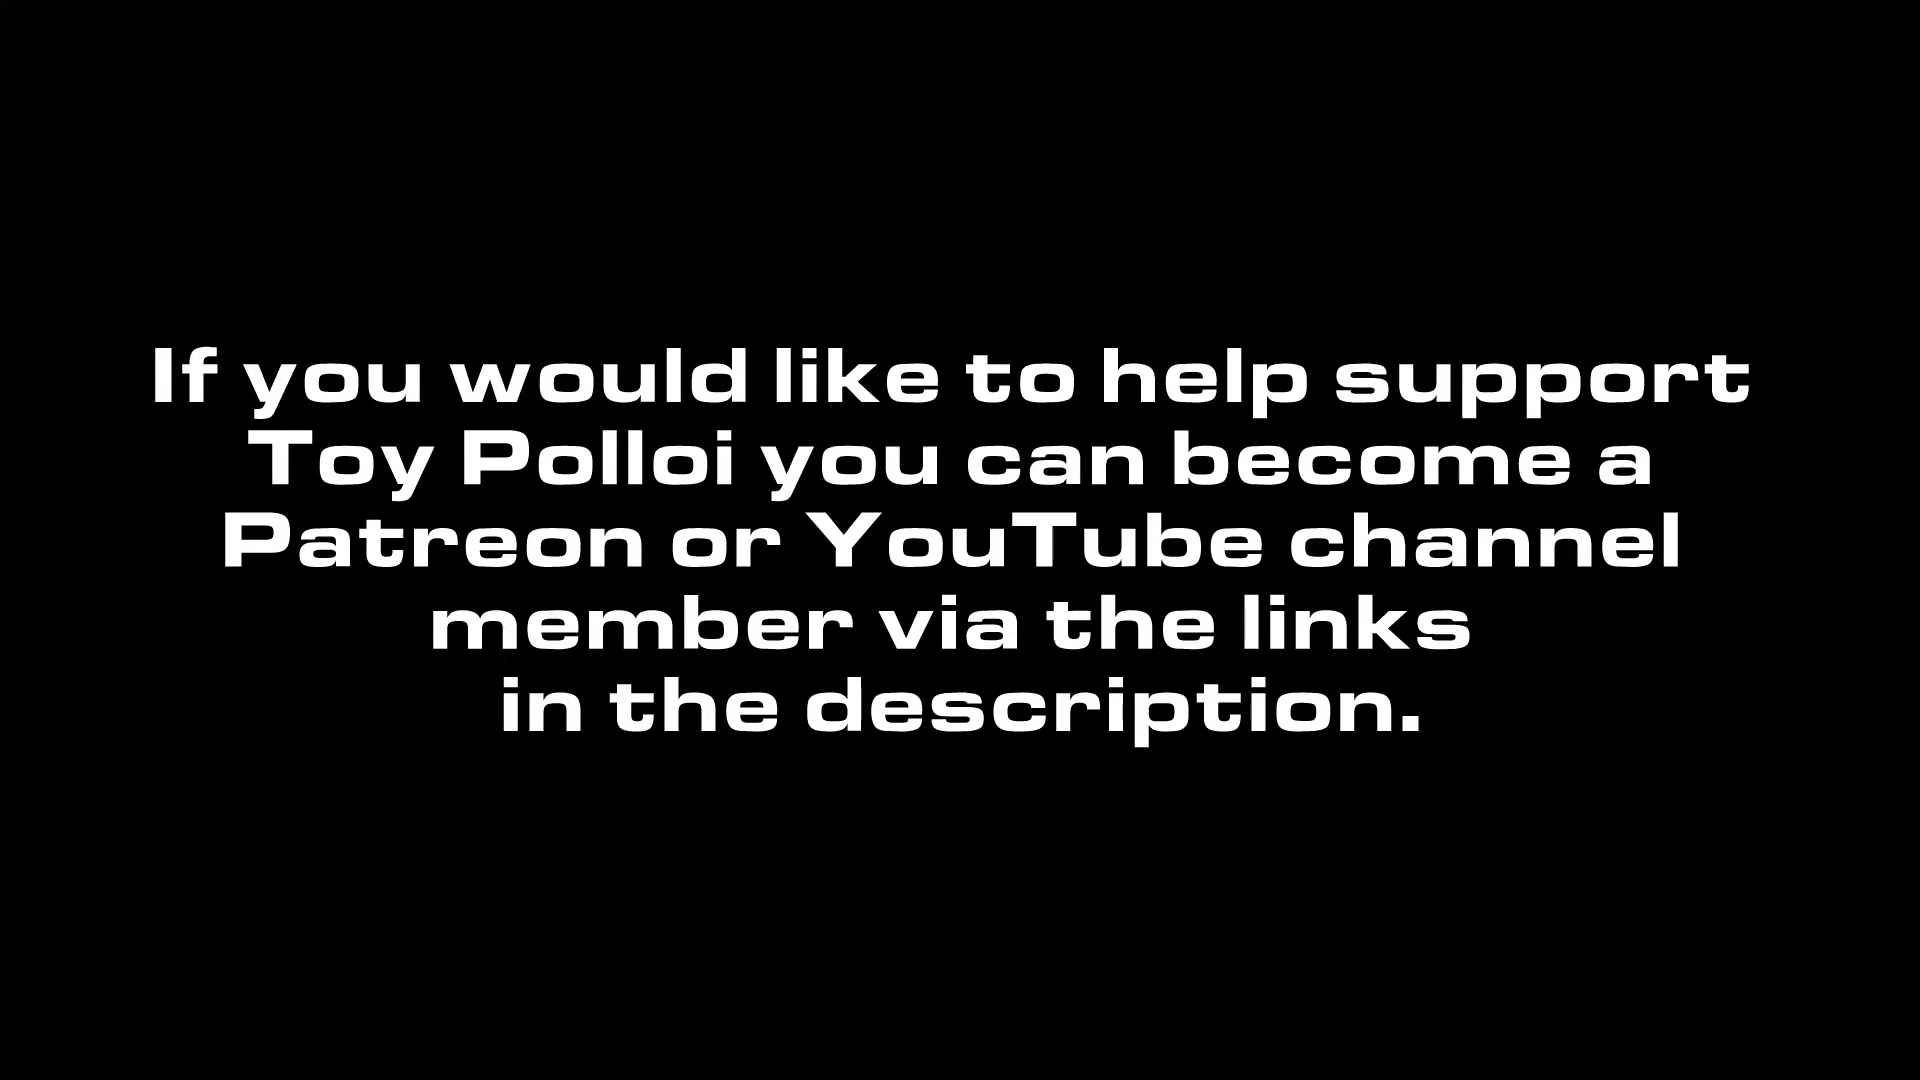 If you would like to help support
Toy Polloi you can become a
Patreon or YouTube channel
member via the links
in the description.